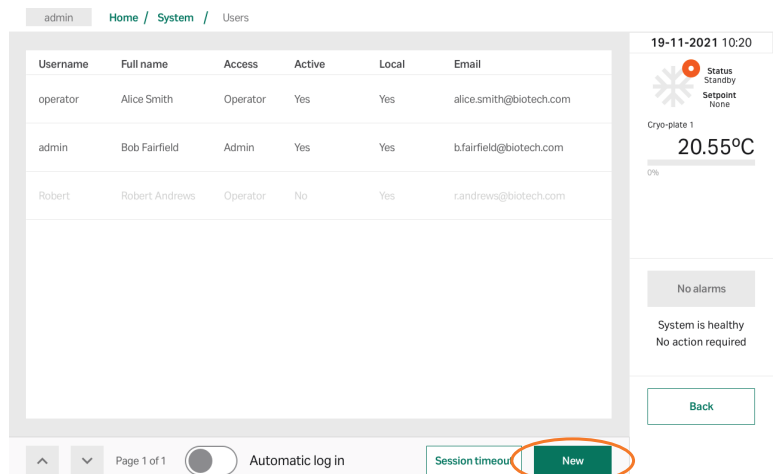 admin Home / System / Users
19-11-2021 10:20
Username Full name Access Active Local Email
operator Alice Smith Operator Yes Yes alice.smith@biotech.com
admin Bob Fairfield Admin Yes Yes b.fairfield@biotech.com
Robert Robert Andrews Operator No Yes r.andrews@biotech.com
Status
Standby
Setpoint
None
Cryo-plate 1
20.55ºC
0%
No alarms
System is healthy
No action required
Back
Page 1 of 1 Automatic log in Session timeout New